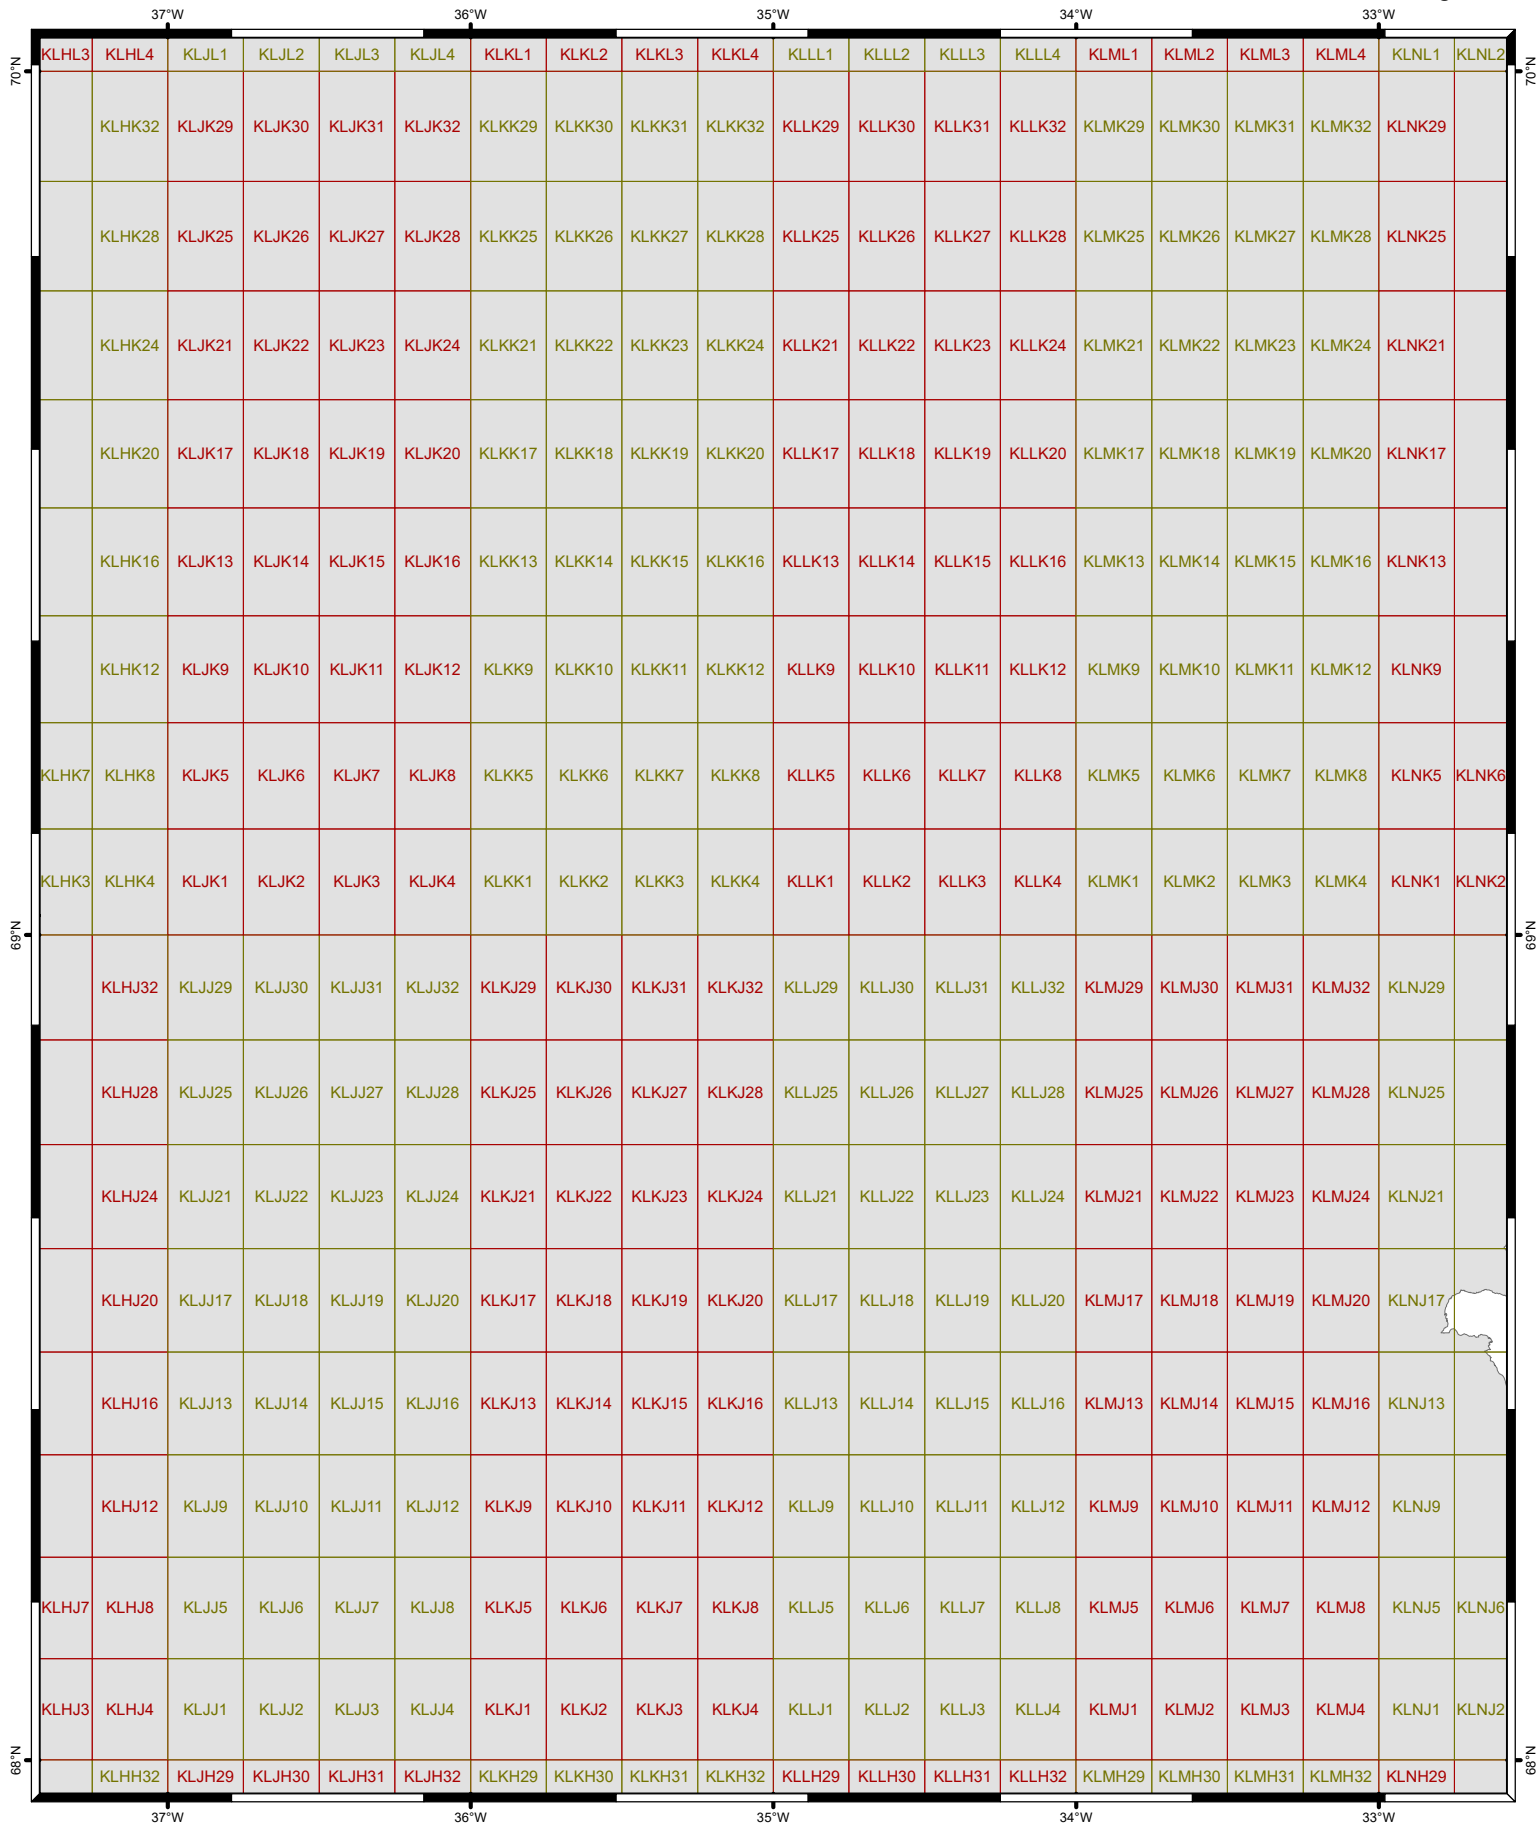 37°W 36°W 35°W 34°W 33°W
KLHL3 KLHL4 KLJL1 KLJL2 KLJL3 KLJL4 KLKL1 KLKL2 KLKL3 KLKL4 KLLL1 KLLL2 KLLL3 KLLL4 KLML1 KLML2 KLML3 KLML4 KLNL1 KLNL2
70°N 70°N
KLHK32 KLJK29 KLJK30 KLJK31 KLJK32 KLKK29 KLKK30 KLKK31 KLKK32 KLLK29 KLLK30 KLLK31 KLLK32 KLMK29 KLMK30 KLMK31 KLMK32 KLNK29
KLHK28 KLJK25 KLJK26 KLJK27 KLJK28 KLKK25 KLKK26 KLKK27 KLKK28 KLLK25 KLLK26 KLLK27 KLLK28 KLMK25 KLMK26 KLMK27 KLMK28 KLNK25
KLHK24 KLJK21 KLJK22 KLJK23 KLJK24 KLKK21 KLKK22 KLKK23 KLKK24 KLLK21 KLLK22 KLLK23 KLLK24 KLMK21 KLMK22 KLMK23 KLMK24 KLNK21
KLHK20 KLJK17 KLJK18 KLJK19 KLJK20 KLKK17 KLKK18 KLKK19 KLKK20 KLLK17 KLLK18 KLLK19 KLLK20 KLMK17 KLMK18 KLMK19 KLMK20 KLNK17
KLHK16 KLJK13 KLJK14 KLJK15 KLJK16 KLKK13 KLKK14 KLKK15 KLKK16 KLLK13 KLLK14 KLLK15 KLLK16 KLMK13 KLMK14 KLMK15 KLMK16 KLNK13
KLHK12 KLJK9 KLJK10 KLJK11 KLJK12 KLKK9 KLKK10 KLKK11 KLKK12 KLLK9 KLLK10 KLLK11 KLLK12 KLMK9 KLMK10 KLMK11 KLMK12 KLNK9
KLHK7 KLHK8 KLJK5 KLJK6 KLJK7 KLJK8 KLKK5 KLKK6 KLKK7 KLKK8 KLLK5 KLLK6 KLLK7 KLLK8 KLMK5 KLMK6 KLMK7 KLMK8 KLNK5 KLNK6
KLHK3 KLHK4 KLJK1 KLJK2 KLJK3 KLJK4 KLKK1 KLKK2 KLKK3 KLKK4 KLLK1 KLLK2 KLLK3 KLLK4 KLMK1 KLMK2 KLMK3 KLMK4 KLNK1 KLNK2
69°N 69°N
KLHJ32 KLJJ29 KLJJ30 KLJJ31 KLJJ32 KLKJ29 KLKJ30 KLKJ31 KLKJ32 KLLJ29 KLLJ30 KLLJ31 KLLJ32 KLMJ29 KLMJ30 KLMJ31 KLMJ32 KLNJ29
KLHJ28 KLJJ25 KLJJ26 KLJJ27 KLJJ28 KLKJ25 KLKJ26 KLKJ27 KLKJ28 KLLJ25 KLLJ26 KLLJ27 KLLJ28 KLMJ25 KLMJ26 KLMJ27 KLMJ28 KLNJ25
KLHJ24 KLJJ21 KLJJ22 KLJJ23 KLJJ24 KLKJ21 KLKJ22 KLKJ23 KLKJ24 KLLJ21 KLLJ22 KLLJ23 KLLJ24 KLMJ21 KLMJ22 KLMJ23 KLMJ24 KLNJ21
KLHJ20 KLJJ17 KLJJ18 KLJJ19 KLJJ20 KLKJ17 KLKJ18 KLKJ19 KLKJ20 KLLJ17 KLLJ18 KLLJ19 KLLJ20 KLMJ17 KLMJ18 KLMJ19 KLMJ20 KLNJ17
KLHJ16 KLJJ13 KLJJ14 KLJJ15 KLJJ16 KLKJ13 KLKJ14 KLKJ15 KLKJ16 KLLJ13 KLLJ14 KLLJ15 KLLJ16 KLMJ13 KLMJ14 KLMJ15 KLMJ16 KLNJ13
KLHJ12 KLJJ9 KLJJ10 KLJJ11 KLJJ12 KLKJ9 KLKJ10 KLKJ11 KLKJ12 KLLJ9 KLLJ10 KLLJ11 KLLJ12 KLMJ9 KLMJ10 KLMJ11 KLMJ12 KLNJ9
KLHJ7 KLHJ8 KLJJ5 KLJJ6 KLJJ7 KLJJ8 KLKJ5 KLKJ6 KLKJ7 KLKJ8 KLLJ5 KLLJ6 KLLJ7 KLLJ8 KLMJ5 KLMJ6 KLMJ7 KLMJ8 KLNJ5 KLNJ6
KLHJ3 KLHJ4 KLJJ1 KLJJ2 KLJJ3 KLJJ4 KLKJ1 KLKJ2 KLKJ3 KLKJ4 KLLJ1 KLLJ2 KLLJ3 KLLJ4 KLMJ1 KLMJ2 KLMJ3 KLMJ4 KLNJ1 KLNJ2
68°N 68°N
KLHH32 KLJH29 KLJH30 KLJH31 KLJH32 KLKH29 KLKH30 KLKH31 KLKH32 KLLH29 KLLH30 KLLH31 KLLH32 KLMH29 KLMH30 KLMH31 KLMH32 KLNH29
37°W 36°W 35°W 34°W 33°W